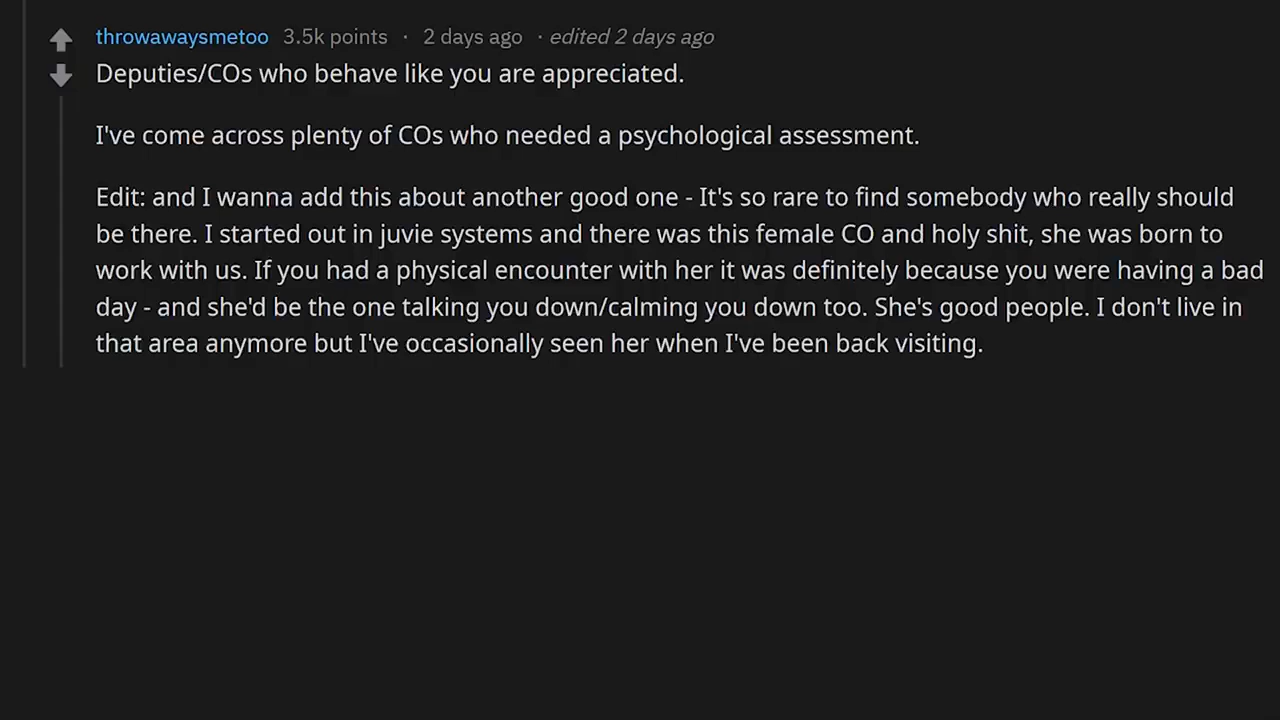 throwawaysmetoo 3.5k points · 2 days ago · edited 2 days ago
Deputies/COs who behave like you are appreciated.
I've come across plenty of COs who needed a psychological assessment.
Edit: and I wanna add this about another good one - It's so rare to find somebody who really should
be there. I started out in juvie systems and there was this female CO and holy shit, she was born to
work with us. If you had a physical encounter with her it was definitely because you were having a bad
day - and she'd be the one talking you down/calming you down too. She's good people. I don't live in
that area anymore but I've occasionally seen her when I've been back visiting.